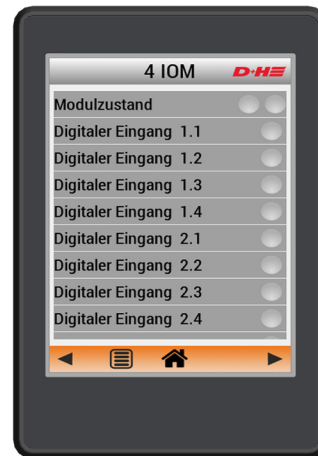 4 IOM D+H
Modulzustand
Digitaler Eingang 1.1
Digitaler Eingang 1.2
Digitaler Eingang 1.3
Digitaler Eingang 1.4
Digitaler Eingang 2.1
Digitaler Eingang 2.2
Digitaler Eingang 2.3
Digitaler Eingang 2.4